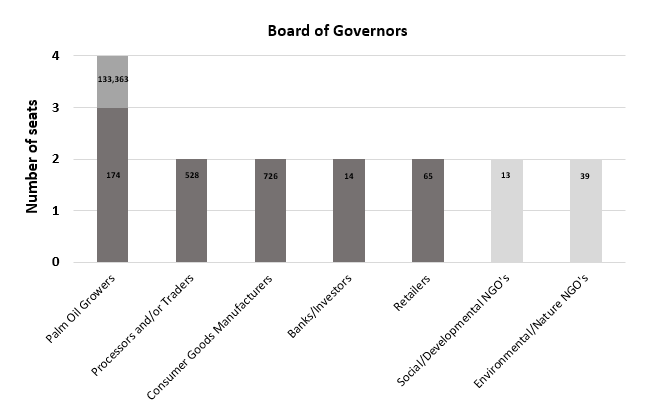 Board of Governors
Number of seats
4
3
2
1
0
133,363
174
528
726
14
65
13
39
Palm Oil Growers
Processors and/or Traders
Consumer Goods Manufacturers
Banks/Investors
Retailers
Social/Developmental NGO's
Environmental/Nature NGO's